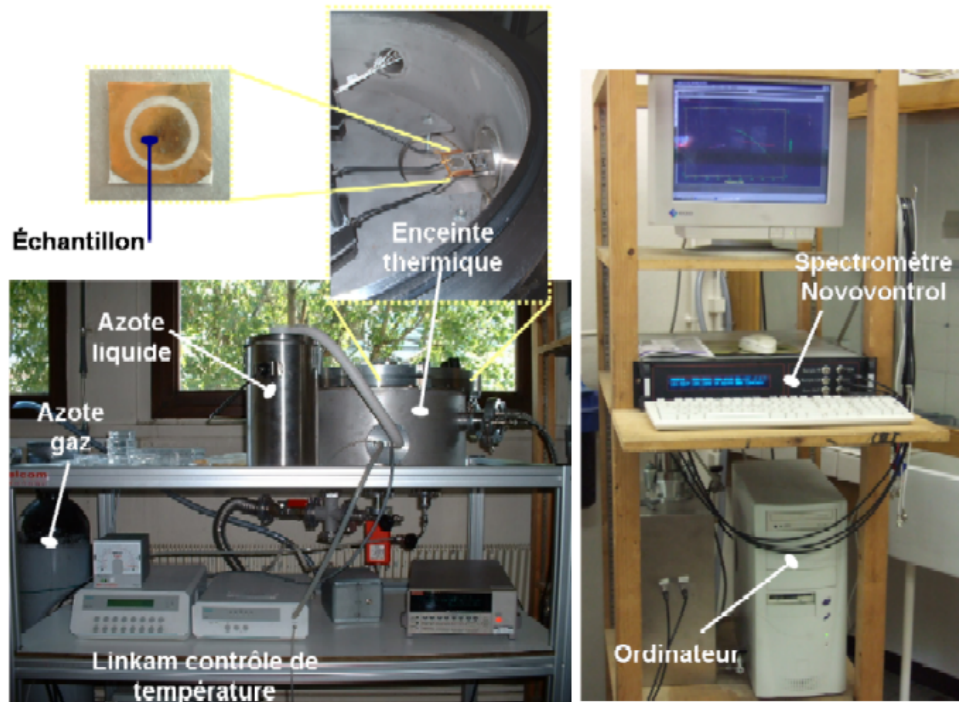 Échantillon
Enceinte
thermique
Azote
liquide
Azote
gaz
Linkam contrôle de
température
Spectromètre
Novovontrol
Ordinateur